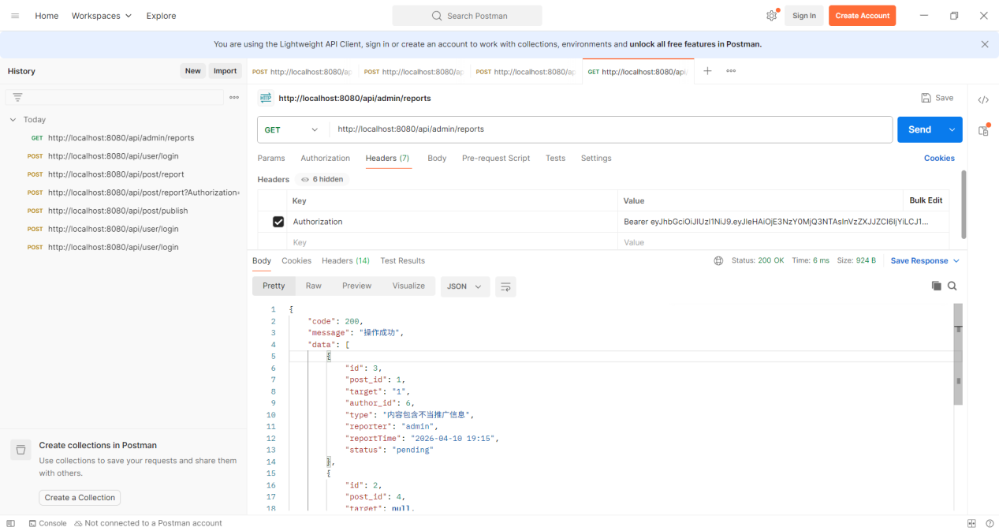 Home Workspaces Explore Search Postman Sign In Create Account
You are using the Lightweight API Client, sign in or create an account to work with collections, environments and unlock all free features in Postman.
History New Import
POST http://localhost:8080/ap POST http://localhost:8080/ap POST http://localhost:8080/ap GET http://localhost:8080/api/
HTTP http://localhost:8080/api/admin/reports Save
Today
GET http://localhost:8080/api/admin/reports
POST http://localhost:8080/api/user/login
POST http://localhost:8080/api/post/report
POST http://localhost:8080/api/post/report?Authorization=
POST http://localhost:8080/api/post/publish
POST http://localhost:8080/api/user/login
POST http://localhost:8080/api/user/login
GET http://localhost:8080/api/admin/reports Send
Params Authorization Headers (7) Body Pre-request Script Tests Settings Cookies
Headers 6 hidden
Key Value Bulk Edit
Authorization Bearer
Key Value
Body Cookies Headers (14) Test Results Status: 200 OK Time: 6 ms Size: 924 B Save Response
Pretty Raw Preview Visualize JSON
1 {
2 "code": 200,
3 "message": "操作成功",
4 "data": [
5 {
6 "id": 3,
7 "post_id": 1,
8 "target": "1",
9 "author_id": 6,
10 "type": "内容包含不当推广信息",
11 "reporter": "admin",
12 "reportTime": "2026-04-10 19:15",
13 "status": "pending"
14 },
15 {
16 "id": 2,
17 "post_id": 4,
18 "target": null,
Create collections in Postman
Use collections to save your requests and share them
with others.
Create a Collection
Console Not connected to a Postman account